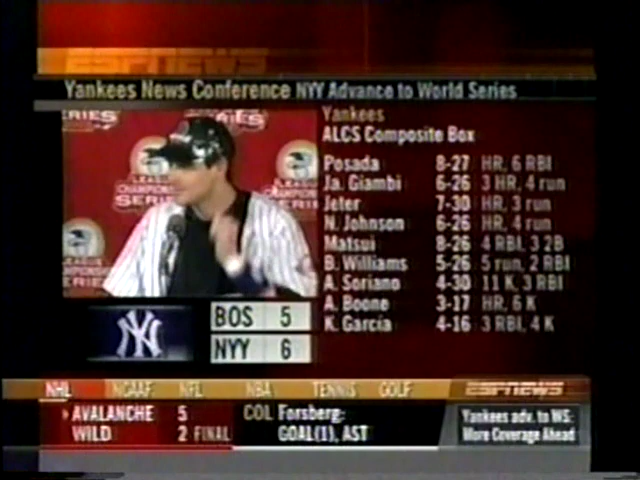 ESPNEWS
Yankees News Conference NYY Advance to World Series
Yankees
ALCS Composite Box
Posada 8-27 HR, 6 RBI
Ja. Giambi 6-26 3 HR, 4 run
Jeter 7-30 HR, 3 run
N. Johnson 6-26 HR, 4 run
Matsui 8-26 4 RBI, 3 2B
B. Williams 5-26 5 run, 2 RBI
A. Soriano 4-30 11 K, 3 RBI
A. Boone 3-17 HR, 6 K
K. Garcia 4-16 3 RBI, 4 K
SERIES
LEAGUE
CHAMPIONSHIP
SERIES
BOS 5
NYY 6
NHL NCAAF NFL NBA TENNIS GOLF ESPNEWS
AVALANCHE 5
WILD 2 FINAL
COL Forsberg:
GOAL(1), AST
Yankees adv. to WS:
More Coverage Ahead